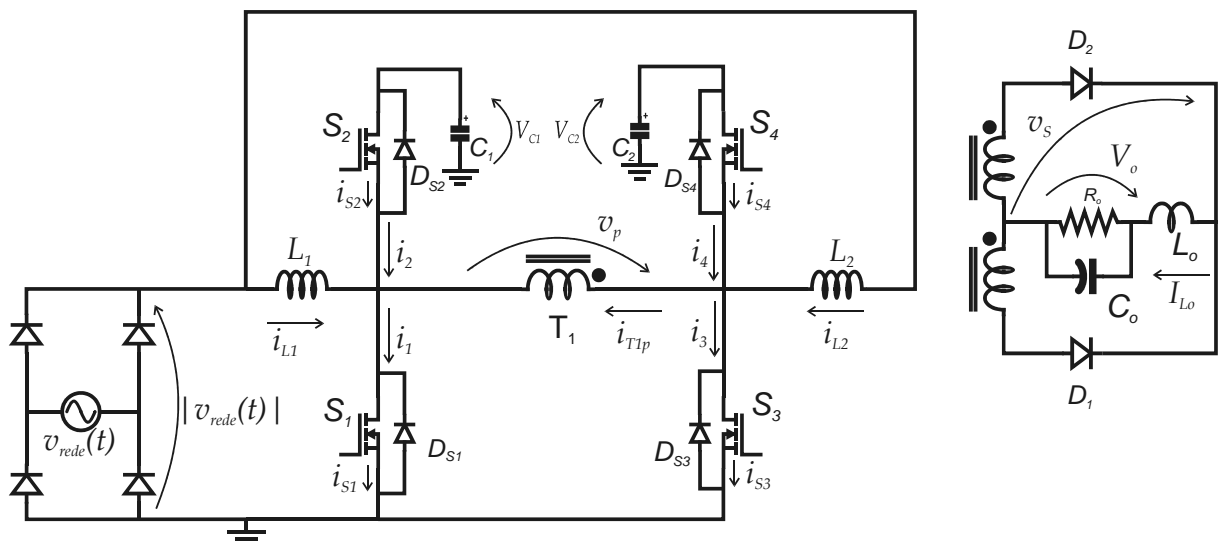 D2
S2
S4
VC1
VC2
C1
C2
DS2
DS4
iS2
iS4
vS
Vo
Ro
Lo
Co
ILo
vp
L1
i2
i4
L2
T1
iL1
i1
iT1p
i3
iL2
|vrede(t)|
vrede(t)
S1
S3
DS1
DS3
iS1
iS3
D1